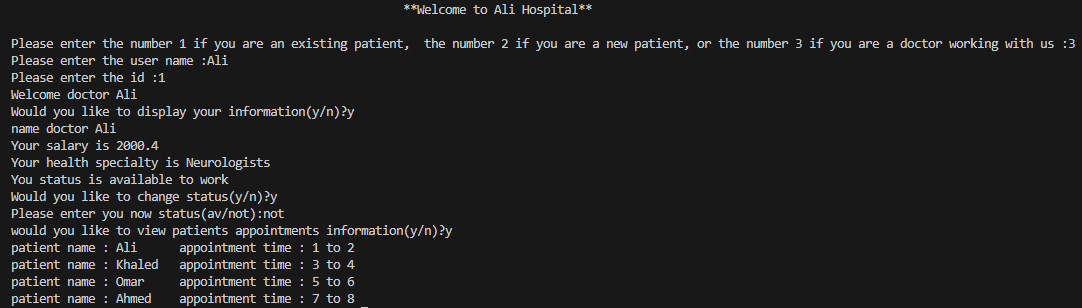 **Welcome to Ali Hospital**
Please enter the number 1 if you are an existing patient,  the number 2 if you are a new patient, or the number 3 if you are a doctor working with us :3
Please enter the user name :Ali
Please enter the id :1
Welcome doctor Ali
Would you like to display your information(y/n)?y
name doctor Ali
Your salary is 2000.4
Your health specialty is Neurologists
You status is available to work
Would you like to change status(y/n)?y
Please enter you now status(av/not):not
would you like to view patients appointments information(y/n)?y
patient name : Ali     appointment time : 1 to 2
patient name : Khaled  appointment time : 3 to 4
patient name : Omar    appointment time : 5 to 6
patient name : Ahmed   appointment time : 7 to 8